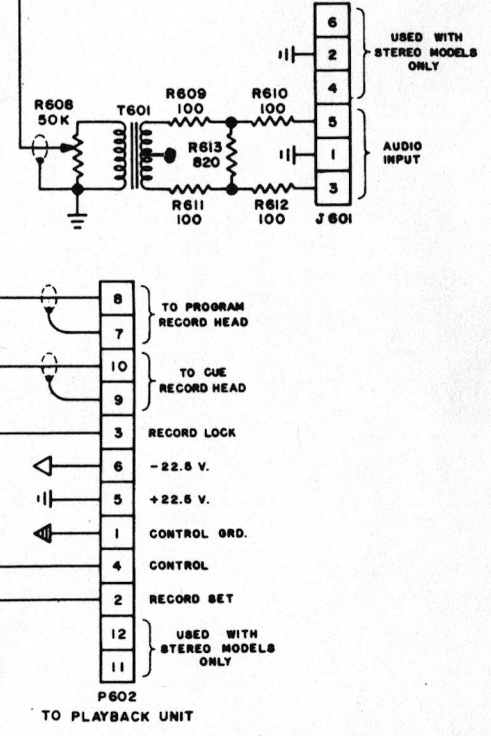 6
2
4
5
1
3
USED WITH
STEREO MODELS
ONLY
AUDIO
INPUT
J601
R608
50K
T601
R609
100
R610
100
R613
820
R611
100
R612
100
8
7
TO PROGRAM
RECORD HEAD
10
9
TO CUE
RECORD HEAD
3 RECORD LOCK
6 -22.5 V.
5 +22.5 V.
1 CONTROL GRD.
4 CONTROL
2 RECORD SET
12
11
USED WITH
STEREO MODELS
ONLY
P602
TO PLAYBACK UNIT